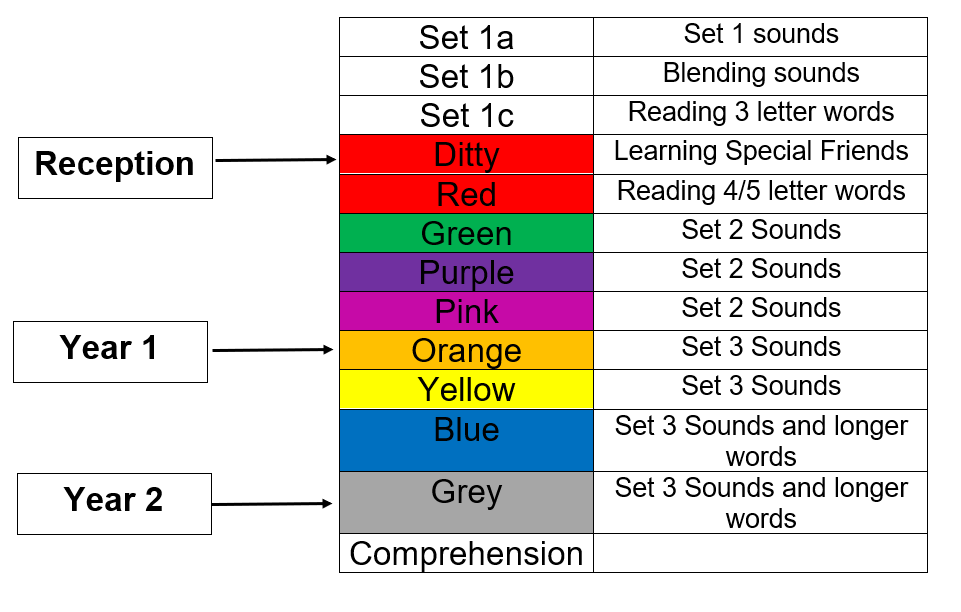 Set 1a Set 1 sounds
Set 1b Blending sounds
Set 1c Reading 3 letter words
Reception
Ditty Learning Special Friends
Red Reading 4/5 letter words
Green Set 2 Sounds
Purple Set 2 Sounds
Pink Set 2 Sounds
Year 1
Orange Set 3 Sounds
Yellow Set 3 Sounds
Blue Set 3 Sounds and longer
words
Year 2
Grey Set 3 Sounds and longer
words
Comprehension